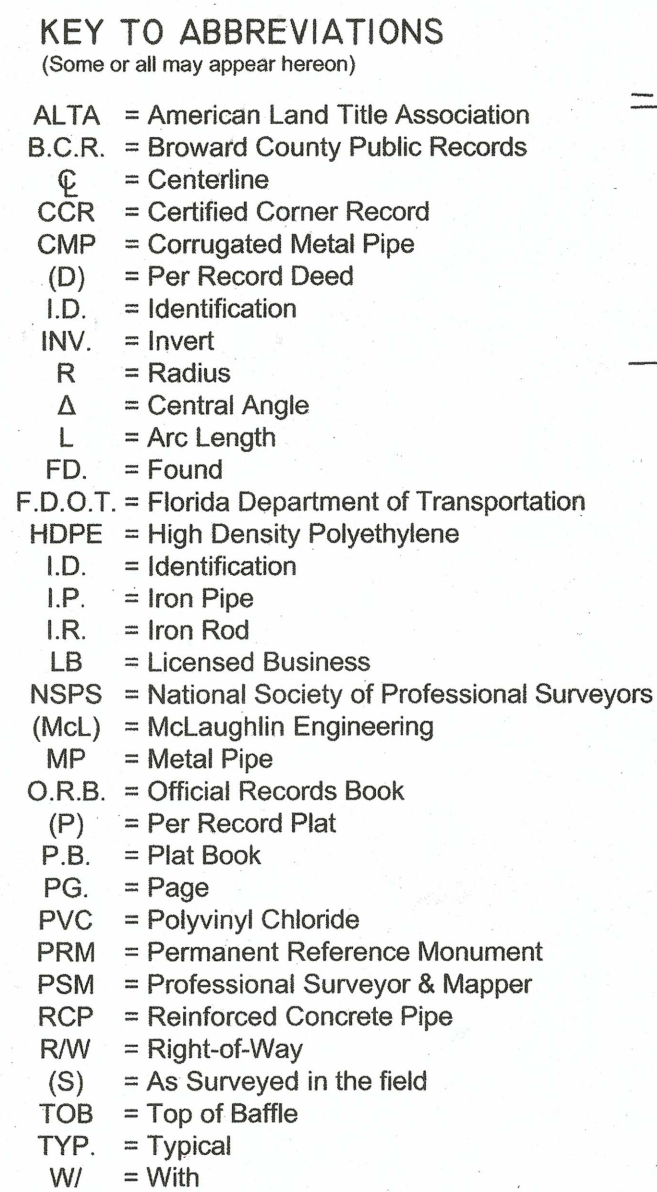 KEY TO ABBREVIATIONS
(Some or all may appear hereon)
ALTA = American Land Title Association
B.C.R. = Broward County Public Records
℄ = Centerline
CCR = Certified Corner Record
CMP = Corrugated Metal Pipe
(D) = Per Record Deed
I.D. = Identification
INV. = Invert
R = Radius
Δ = Central Angle
L = Arc Length
FD. = Found
F.D.O.T. = Florida Department of Transportation
HDPE = High Density Polyethylene
I.D. = Identification
I.P. = Iron Pipe
I.R. = Iron Rod
LB = Licensed Business
NSPS = National Society of Professional Surveyors
(McL) = McLaughlin Engineering
MP = Metal Pipe
O.R.B. = Official Records Book
(P) = Per Record Plat
P.B. = Plat Book
PG. = Page
PVC = Polyvinyl Chloride
PRM = Permanent Reference Monument
PSM = Professional Surveyor & Mapper
RCP = Reinforced Concrete Pipe
R/W = Right-of-Way
(S) = As Surveyed in the field
TOB = Top of Baffle
TYP. = Typical
W/ = With